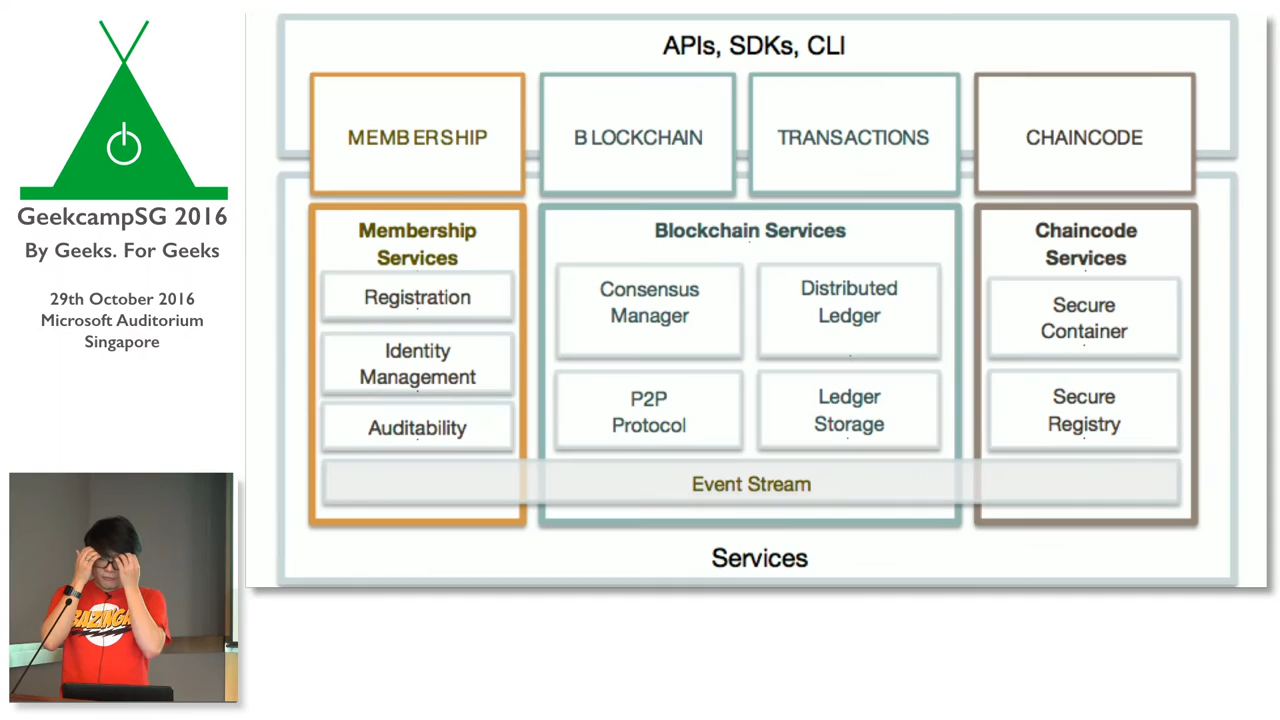 GeekcampSG 2016
By Geeks. For Geeks
29th October 2016
Microsoft Auditorium
Singapore
APIs, SDKs, CLI
MEMBERSHIP
BLOCKCHAIN
TRANSACTIONS
CHAINCODE
Membership
Services
Registration
Identity
Management
Auditability
Blockchain Services
Consensus
Manager
Distributed
Ledger
P2P
Protocol
Ledger
Storage
Chaincode
Services
Secure
Container
Secure
Registry
Event Stream
Services
BAZINGA